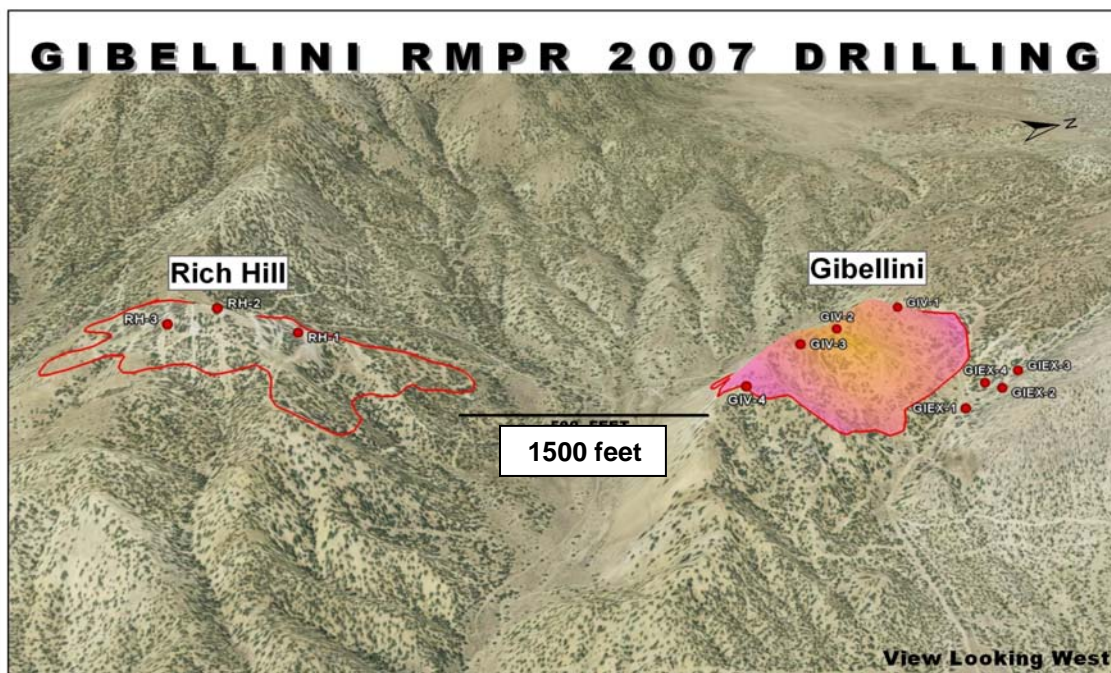 GIBELLINI RMPR 2007 DRILLING
N
Rich Hill
Gibellini
RH-2
RH-3
RH-1
GIV-1
GIV-2
GIV-3
GIV-4
GIEX-3
GIEX-4
GIEX-2
GIEX-1
1500 feet
View Looking West